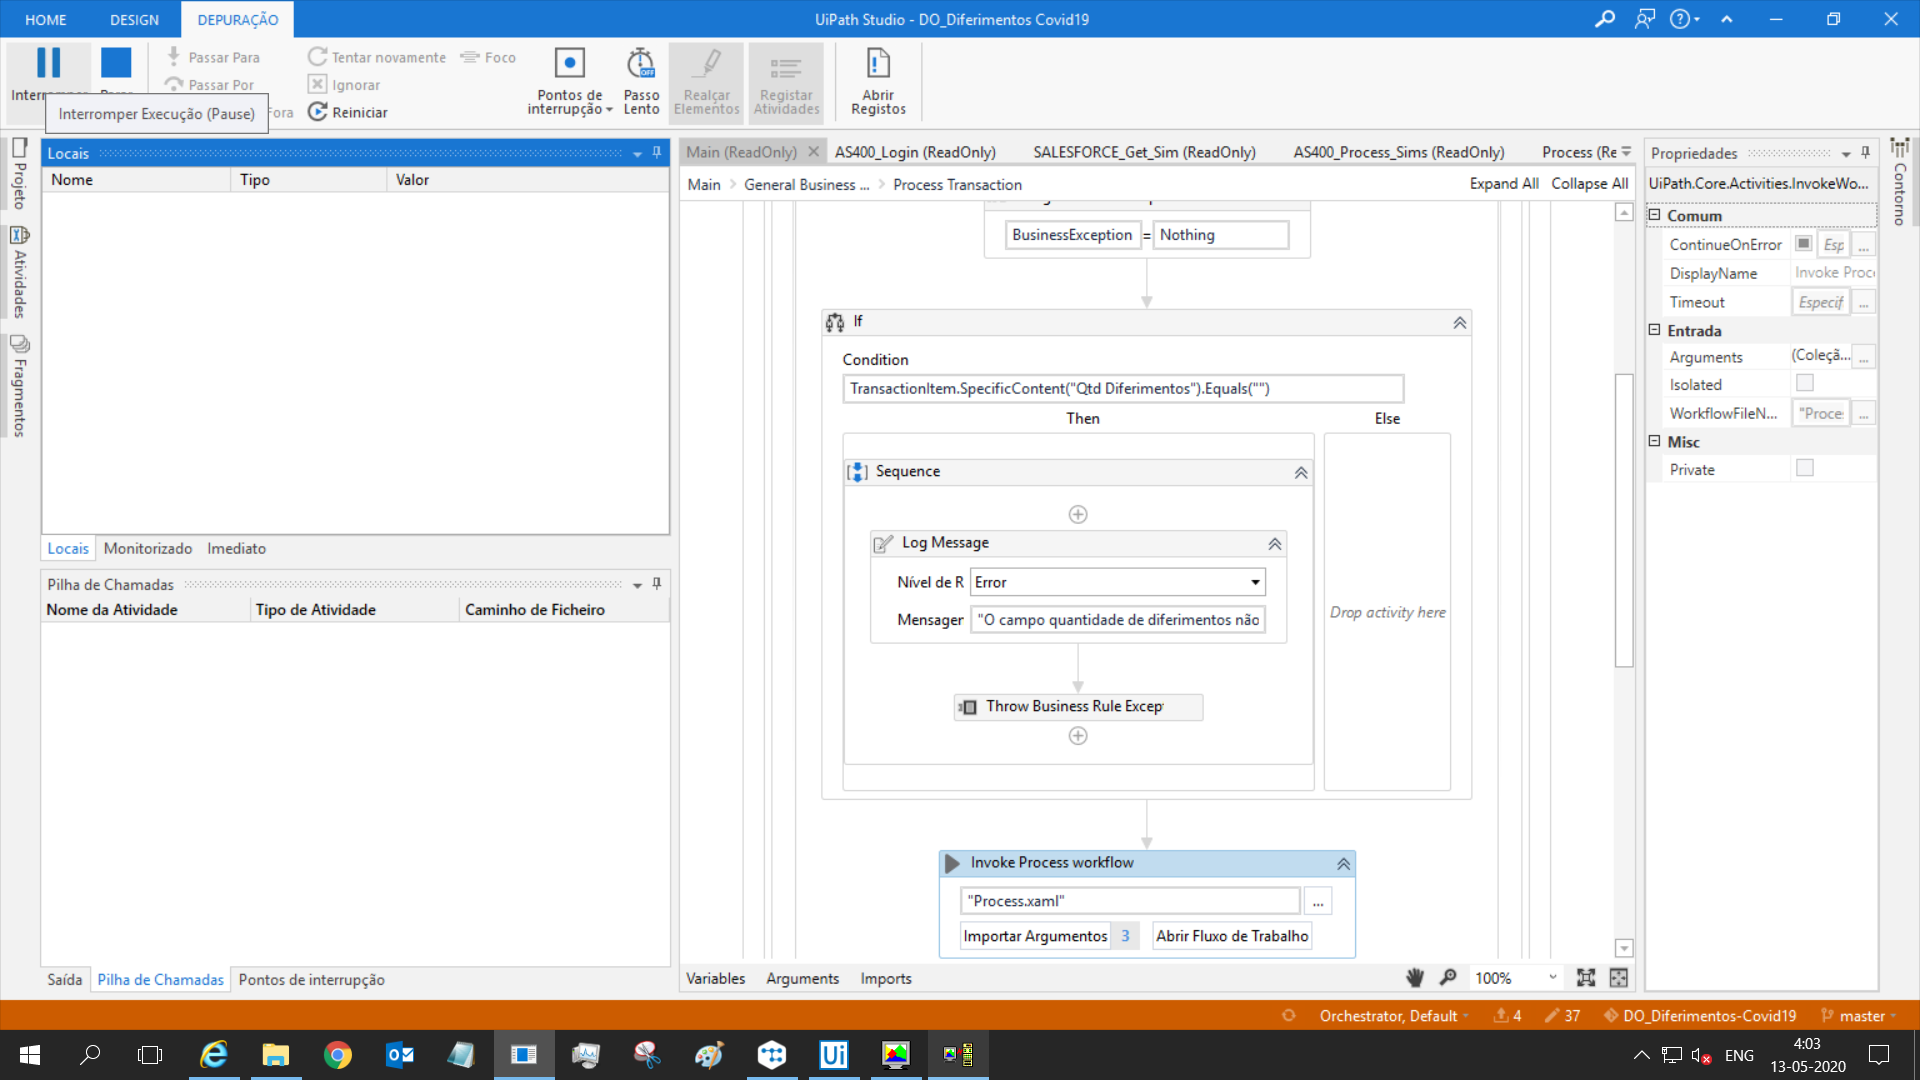 HOME DESIGN DEPURAÇÃO UiPath Studio - DO_Diferimentos Covid19
Passar Para
Passar Por
Fora
Tentar novamente Foco
Ignorar
Reiniciar
Interromper Execução (Pause)
Pontos de interrupção
Passo Lento
Realçar Elementos
Registar Atividades
Abrir Registos
Projeto
Atividades
Fragmentos
Locais
Nome Tipo Valor
Locais Monitorizado Imediato
Pilha de Chamadas
Nome da Atividade Tipo de Atividade Caminho de Ficheiro
Saída Pilha de Chamadas Pontos de interrupção
Main (ReadOnly) AS400_Login (ReadOnly) SALESFORCE_Get_Sim (ReadOnly) AS400_Process_Sims (ReadOnly) Process (Re
Main > General Business ... > Process Transaction Expand All Collapse All
BusinessException = Nothing
If
Condition
TransactionItem.SpecificContent("Qtd Diferimentos").Equals("")
Then Else
Sequence
Log Message
Nível de R Error
Mensager "O campo quantidade de diferimentos não
Drop activity here
Throw Business Rule Excep
Invoke Process workflow
"Process.xaml" ...
Importar Argumentos 3 Abrir Fluxo de Trabalho
Variables Arguments Imports 100%
Propriedades
UiPath.Core.Activities.InvokeWo...
Comum
ContinueOnError Esp ...
DisplayName Invoke Proc
Timeout Especif ...
Entrada
Arguments (Coleçã... ...
Isolated
WorkflowFileN... "Proces ...
Misc
Private
Contorno
Orchestrator, Default 4 37 DO_Diferimentos-Covid19 master
Ui
ENG
4:03
13-05-2020